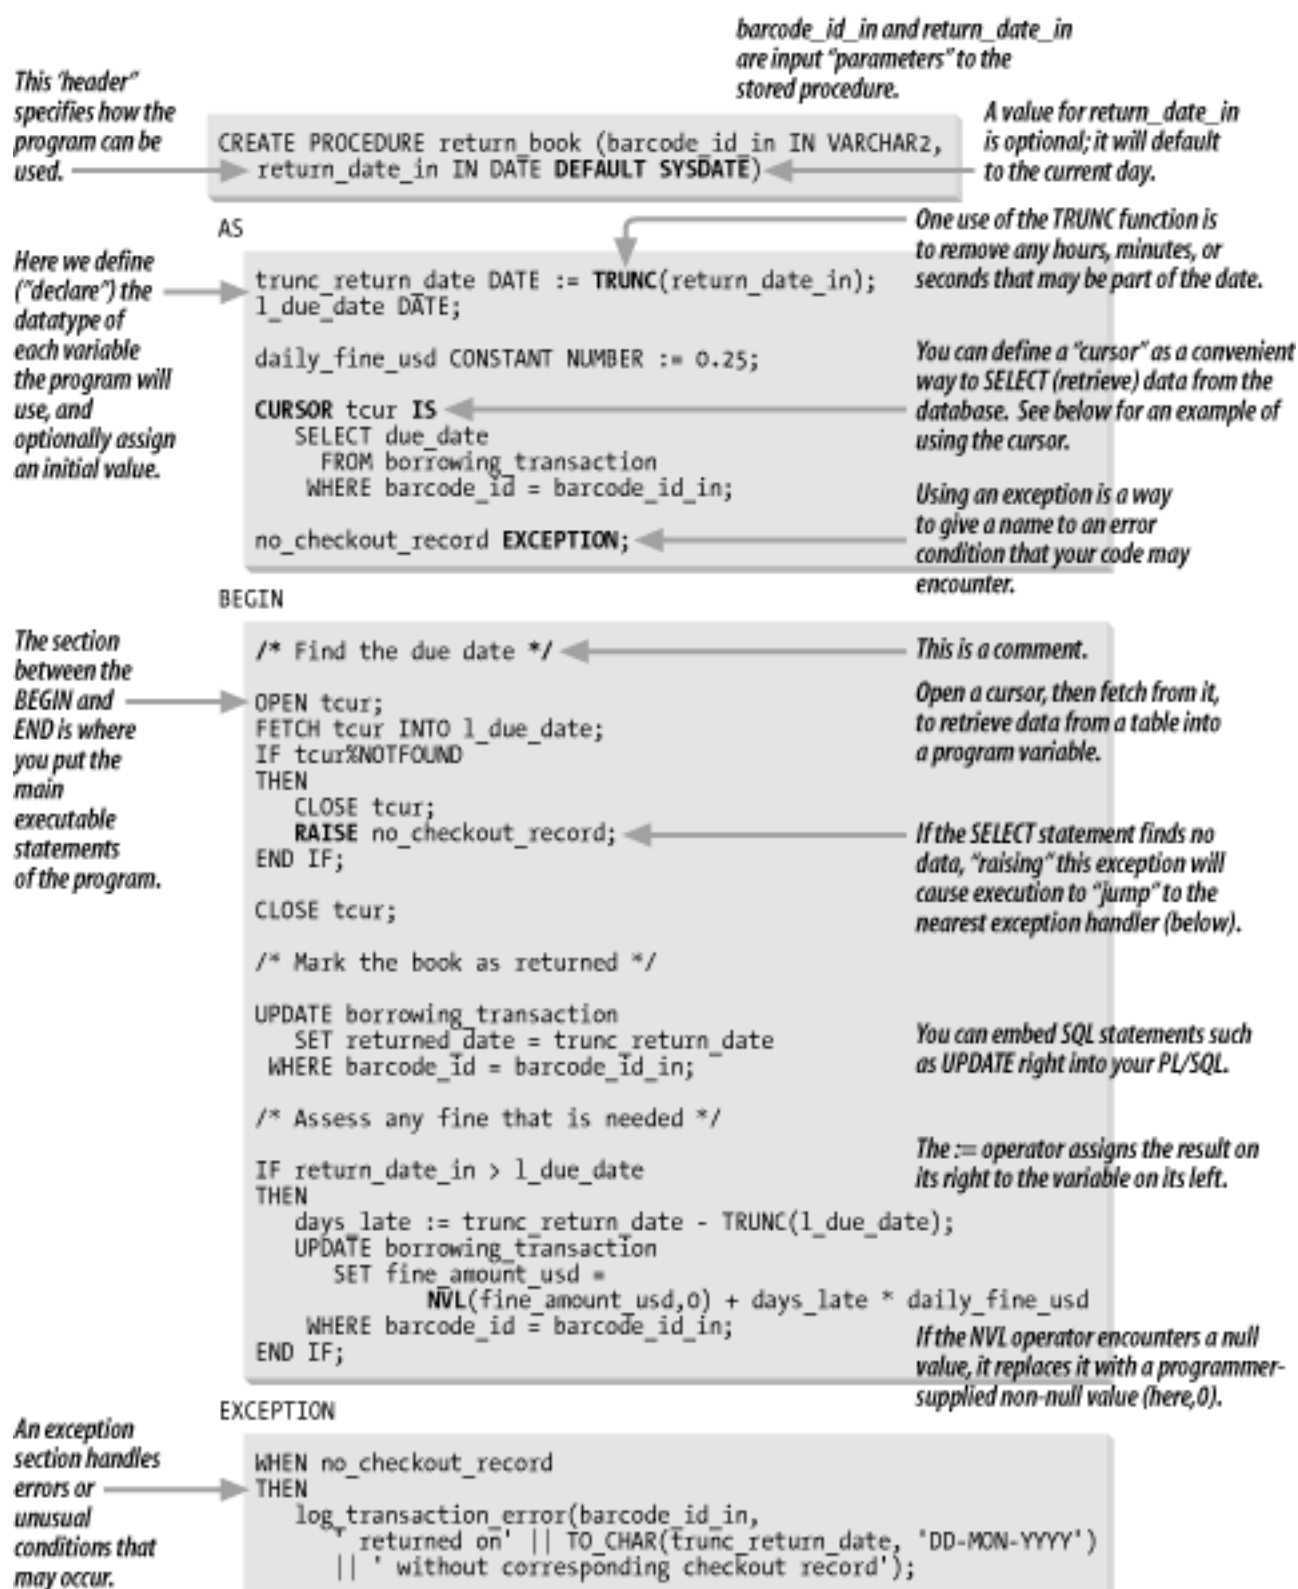 barcode_id_in and return_date_in
are input "parameters" to the
stored procedure.
This "header"
specifies how the
program can be
used.
A value for return_date_in
is optional; it will default
to the current day.
CREATE PROCEDURE return_book (barcode_id_in IN VARCHAR2,
return_date_in IN DATE DEFAULT SYSDATE)
AS
One use of the TRUNC function is
to remove any hours, minutes, or
seconds that may be part of the date.
Here we define
("declare") the
datatype of
each variable
the program will
use, and
optionally assign
an initial value.
trunc_return_date DATE := TRUNC(return_date_in);
l_due_date DATE;
daily_fine_usd CONSTANT NUMBER := 0.25;
You can define a "cursor" as a convenient
way to SELECT (retrieve) data from the
database. See below for an example of
using the cursor.
CURSOR tcur IS
SELECT due_date
FROM borrowing_transaction
WHERE barcode_id = barcode_id_in;
Using an exception is a way
to give a name to an error
condition that your code may
encounter.
no_checkout_record EXCEPTION;
BEGIN
The section
between the
BEGIN and
END is where
you put the
main
executable
statements
of the program.
/* Find the due date */
This is a comment.
OPEN tcur;
FETCH tcur INTO l_due_date;
IF tcur%NOTFOUND
THEN
CLOSE tcur;
RAISE no_checkout_record;
END IF;
Open a cursor, then fetch from it,
to retrieve data from a table into
a program variable.
If the SELECT statement finds no
data, "raising" this exception will
cause execution to "jump" to the
nearest exception handler (below).
CLOSE tcur;
/* Mark the book as returned */
UPDATE borrowing_transaction
SET returned_date = trunc_return_date
WHERE barcode_id = barcode_id_in;
You can embed SQL statements such
as UPDATE right into your PL/SQL.
/* Assess any fine that is needed */
The := operator assigns the result on
its right to the variable on its left.
IF return_date_in > l_due_date
THEN
days_late := trunc_return_date - TRUNC(l_due_date);
UPDATE borrowing_transaction
SET fine_amount_usd =
NVL(fine_amount_usd,0) + days_late * daily_fine_usd
WHERE barcode_id = barcode_id_in;
END IF;
If the NVL operator encounters a null
value, it replaces it with a programmer-
supplied non-null value (here,0).
EXCEPTION
An exception
section handles
errors or
unusual
conditions that
may occur.
WHEN no_checkout_record
THEN
log_transaction_error(barcode_id_in,
' returned on' || TO_CHAR(trunc_return_date, 'DD-MON-YYYY')
|| ' without corresponding checkout record');